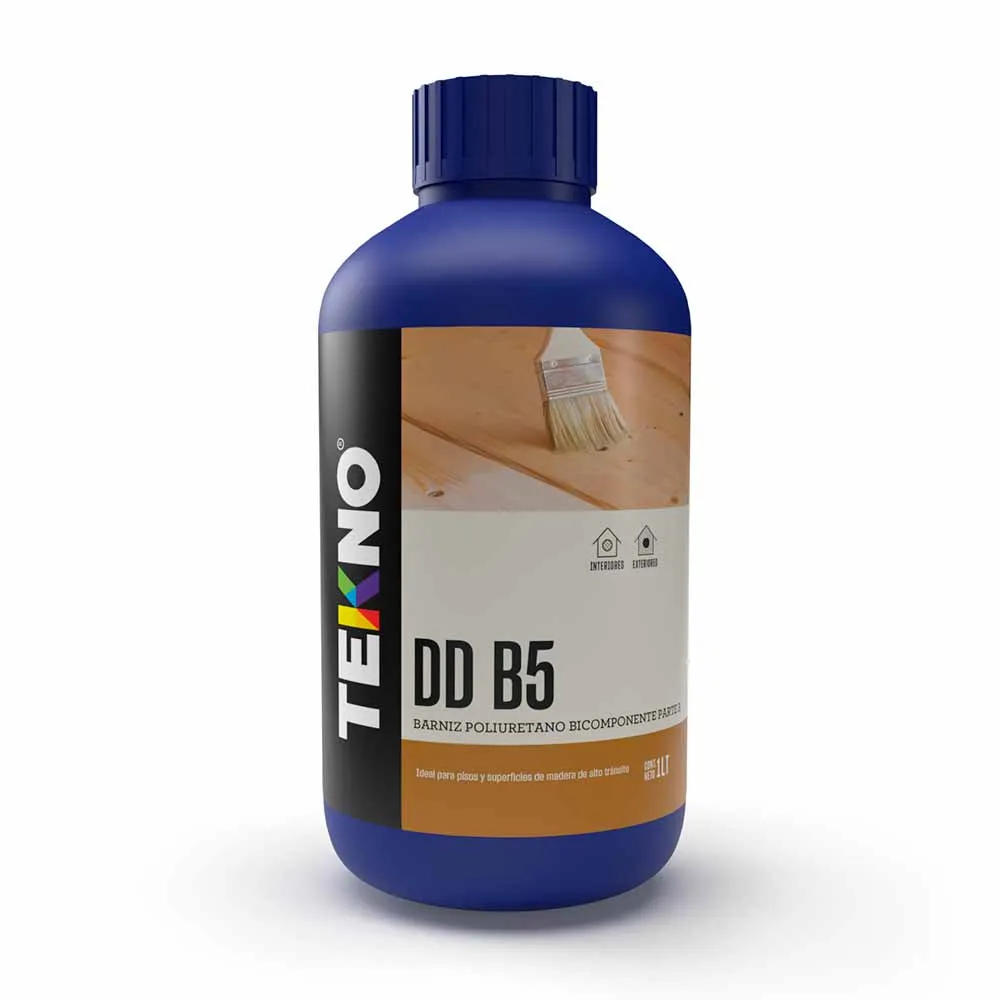 TEKNO®
INTERIORES EXTERIORES
DD B5
BARNIZ POLIURETANO BICOMPONENTE PARTE B
Ideal para pisos y superficies de madera de alto tránsito
CONT.
NETO 1LT